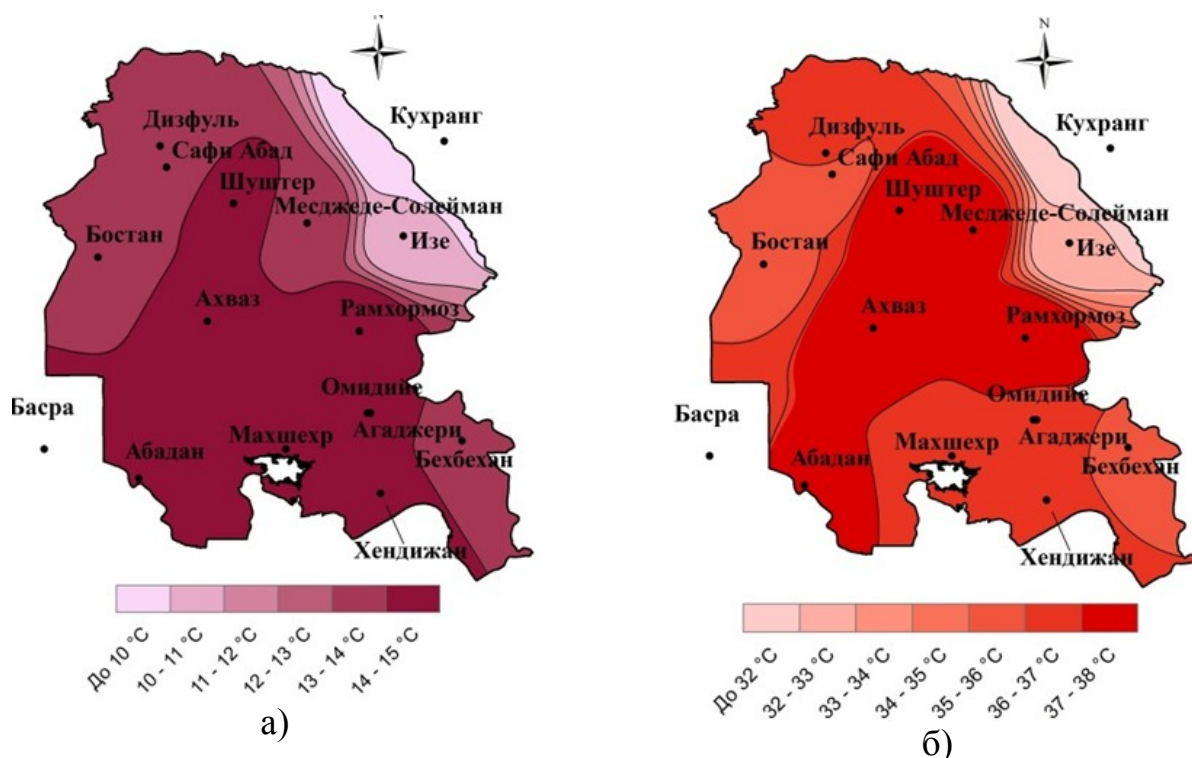 N
Кухранг
Дизфуль
Сафи Абад
Шуштер
Месджеде-Солейман
Бостан
Изе
Ахваз
Рамхормоз
Омидийе
Басра
Махшехр
Агаджери
Абадан
Бехбехан
Хендижан
До 10 °C
10 - 11 °C
11 - 12 °C
12 - 13 °C
13 - 14 °C
14 - 15 °C
а)
N
Кухранг
Дизфуль
Сафи Абад
Шуштер
Месджеде-Солейман
Бостан
Изе
Ахваз
Рамхормоз
Омидийе
Басра
Махшехр
Агаджери
Абадан
Бехбехан
Хендижан
До 32 °C
32 - 33 °C
33 - 34 °C
34 - 35 °C
35 - 36 °C
36 - 37 °C
37 - 38 °C
б)